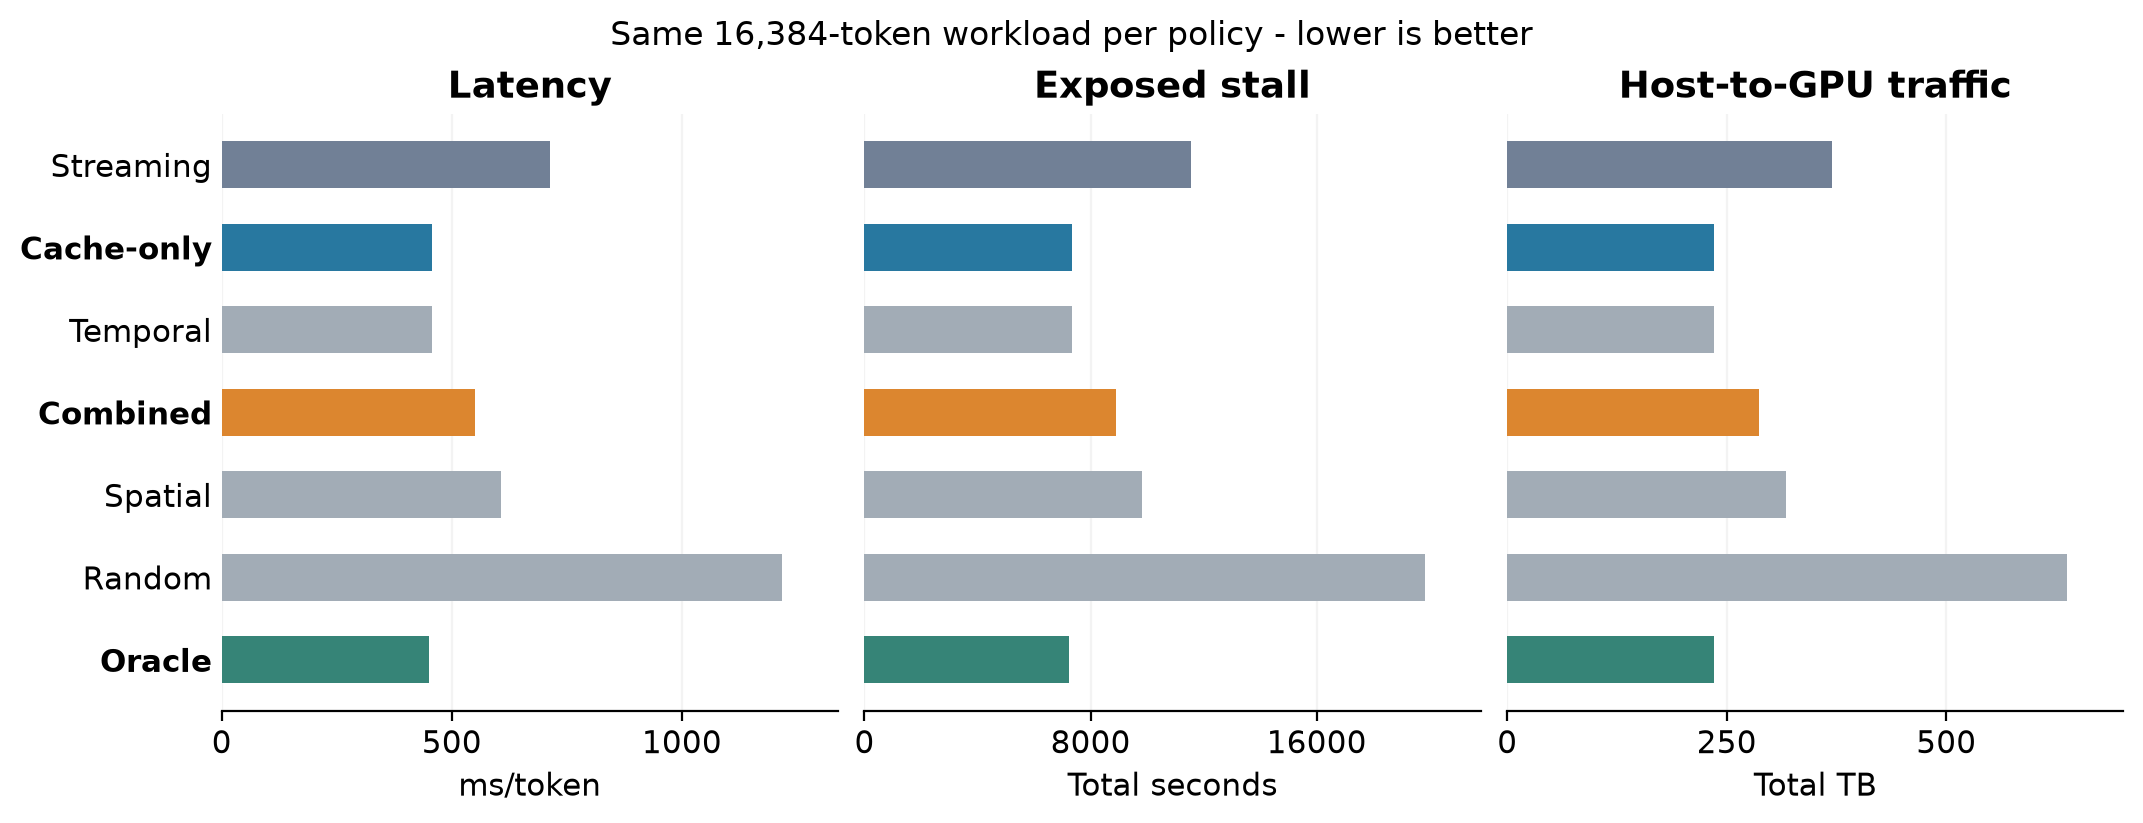 Same 16,384-token workload per policy - lower is better
Latency
Exposed stall
Host-to-GPU traffic
Streaming
Cache-only
Temporal
Combined
Spatial
Random
Oracle
0 500 1000
ms/token
0 8000 16000
Total seconds
0 250 500
Total TB